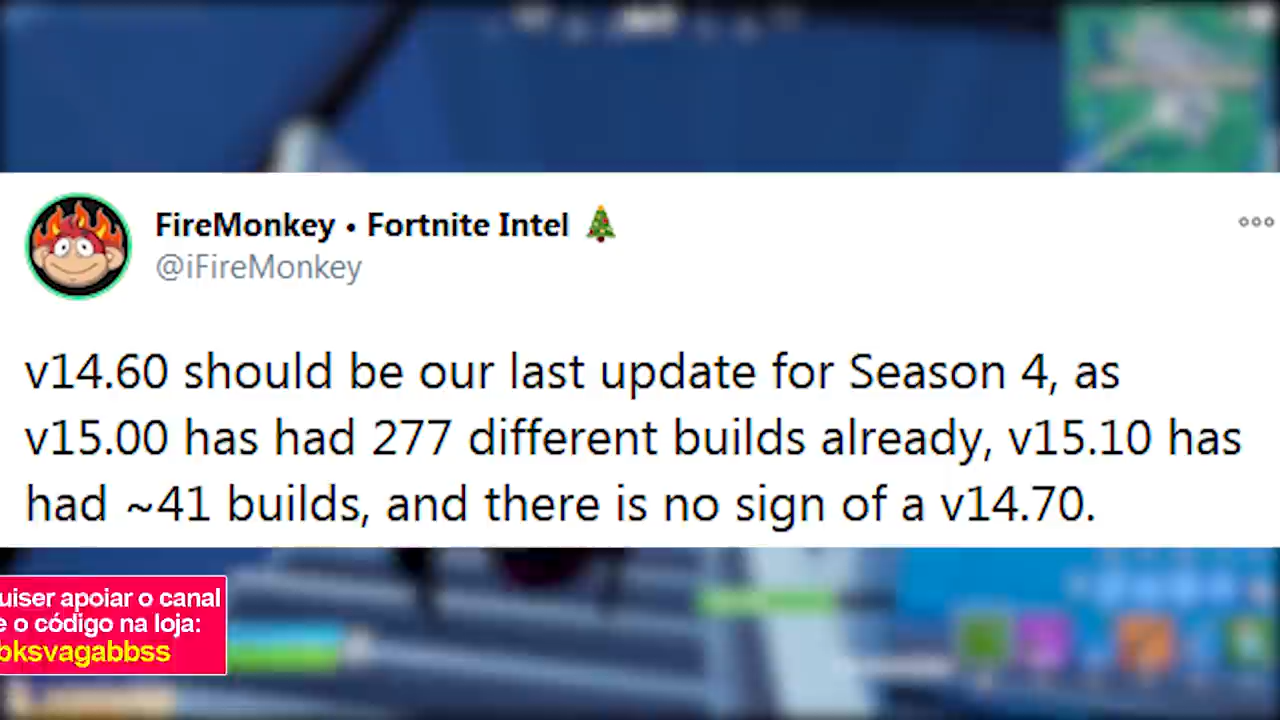 FireMonkey • Fortnite Intel 🎄
@iFireMonkey
v14.60 should be our last update for Season 4, as
v15.00 has had 277 different builds already, v15.10 has
had ~41 builds, and there is no sign of a v14.70.
uiser apoiar o canal
e o código na loja:
bksvagabbss